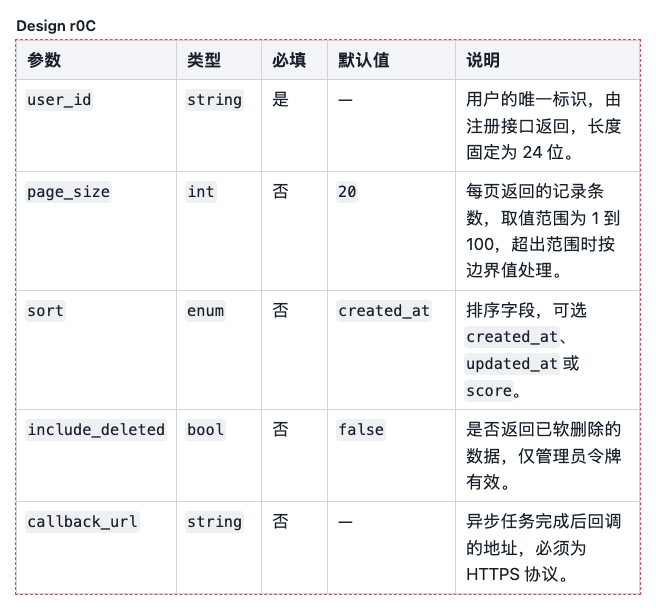 Design r0C
参数 类型 必填 默认值 说明
user_id string 是 — 用户的唯一标识，由
注册接口返回，长度
固定为 24 位。
page_size int 否 20 每页返回的记录条
数，取值范围为 1 到
100，超出范围时按
边界值处理。
sort enum 否 created_at 排序字段，可选
created_at、
updated_at 或
score。
include_deleted bool 否 false 是否返回已软删除的
数据，仅管理员令牌
有效。
callback_url string 否 — 异步任务完成后回调
的地址，必须为
HTTPS 协议。